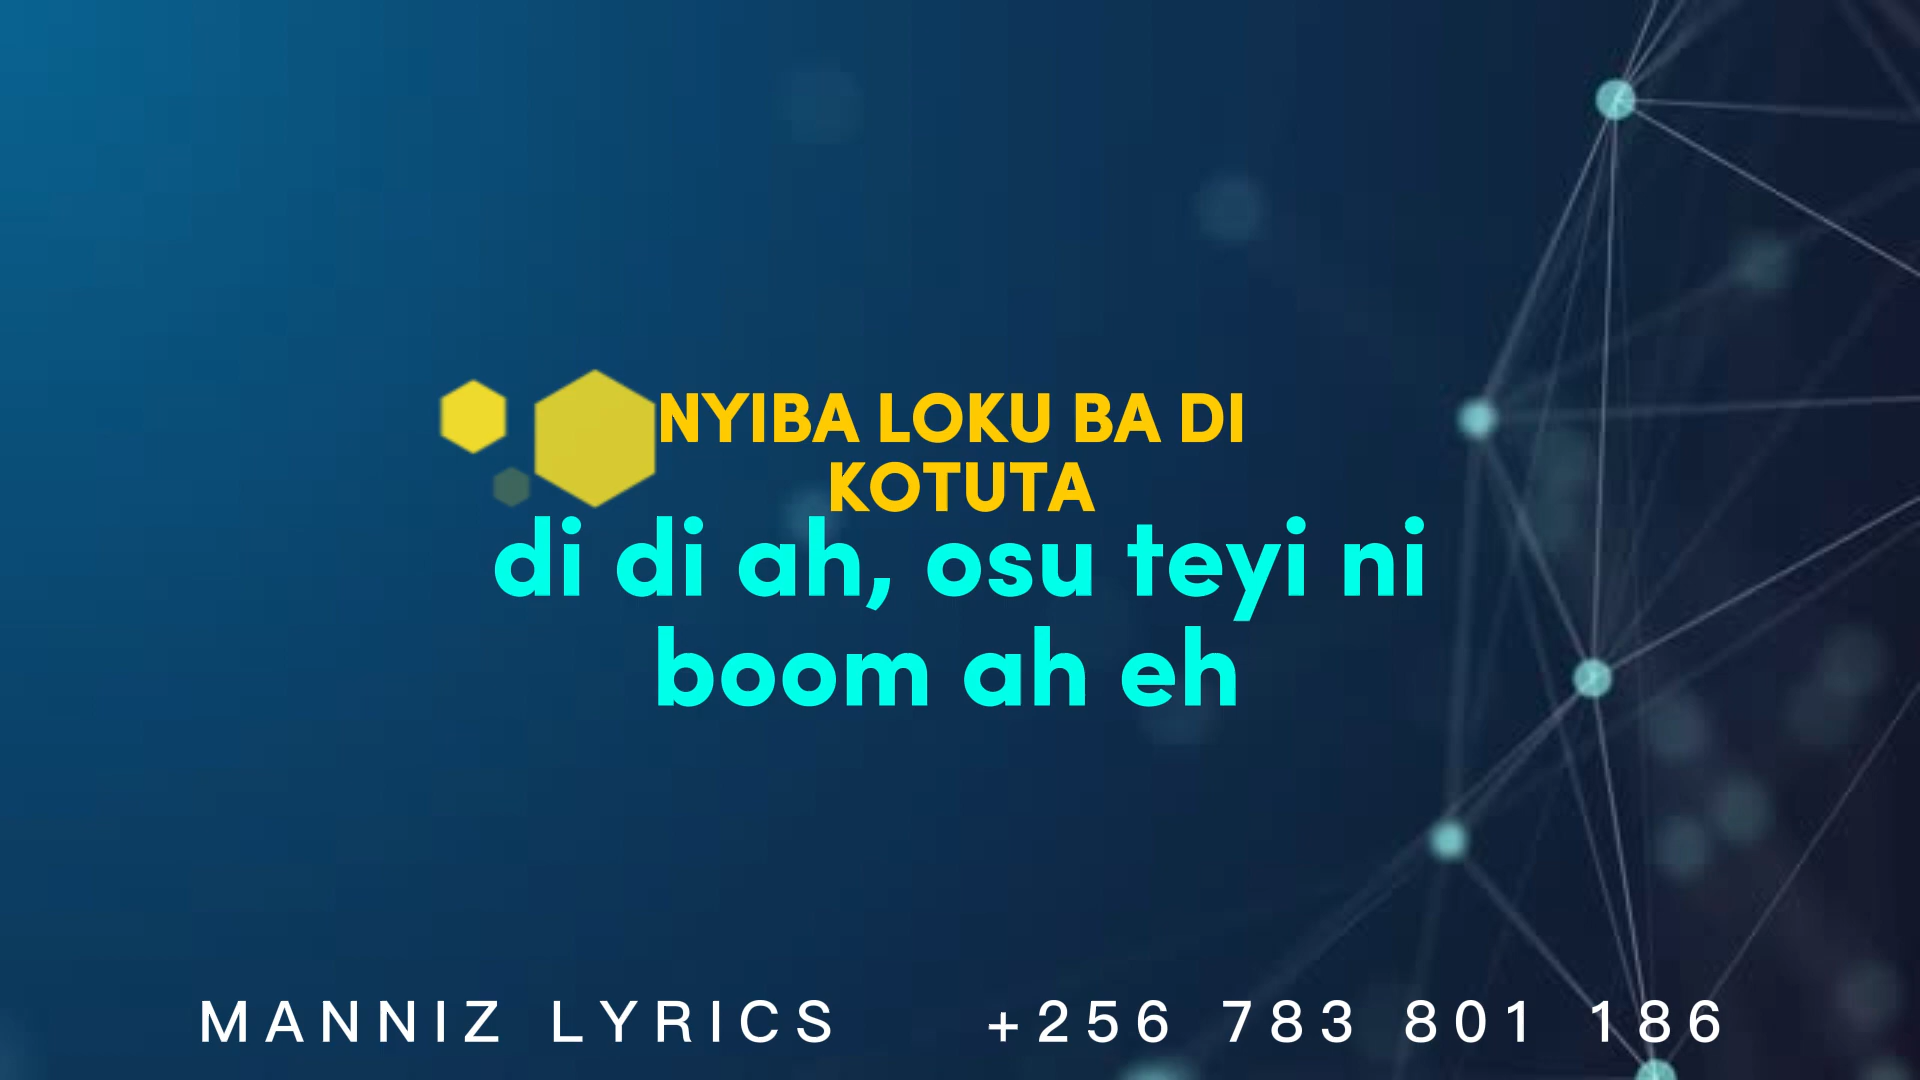 NYIBA LOKU BA DI
KOTUTA
di di ah, osu teyi ni
boom ah eh
MANNIZ LYRICS +256 783 801 186